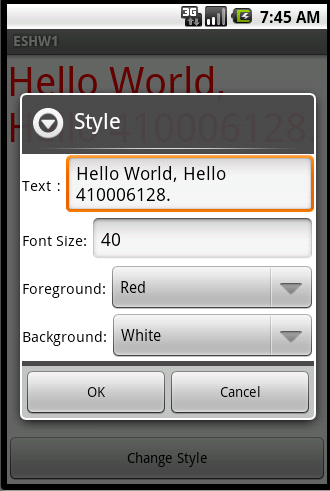 3G 7:45 AM
ESHW1
Hello World,
Hello 410006128.
Style
Text : Hello World, Hello
410006128.
Font Size: 40
Foreground: Red
Background: White
OK Cancel
Change Style